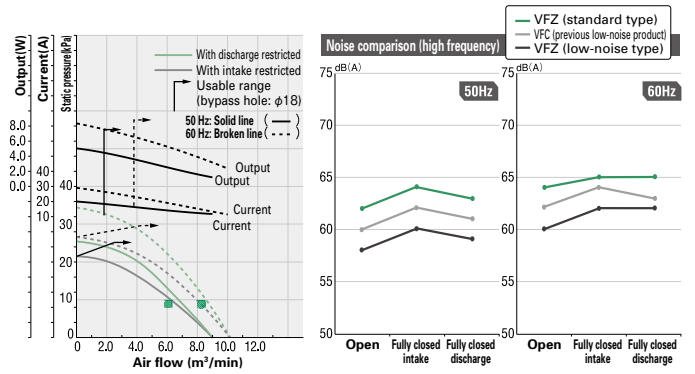 Output(W)
Current(A)
Static pressure(kPa)
8.0
6.0
4.0
2.0
0.0
40
30
20
10
40
30
20
10
0
0 2.0 4.0 6.0 8.0 10.0 12.0
Air flow (m³/min)
With discharge restricted
With intake restricted
Usable range
(bypass hole: ϕ18)
50 Hz: Solid line ( )
60 Hz: Broken line ( )
Output
Output
Current
Current
Noise comparison (high frequency)
VFZ (standard type)
VFC (previous low-noise product)
VFZ (low-noise type)
dB(A)
75
70
65
60
55
50
50Hz
Open
Fully closed
intake
Fully closed
discharge
dB(A)
75
70
65
60
55
50
60Hz
Open
Fully closed
intake
Fully closed
discharge